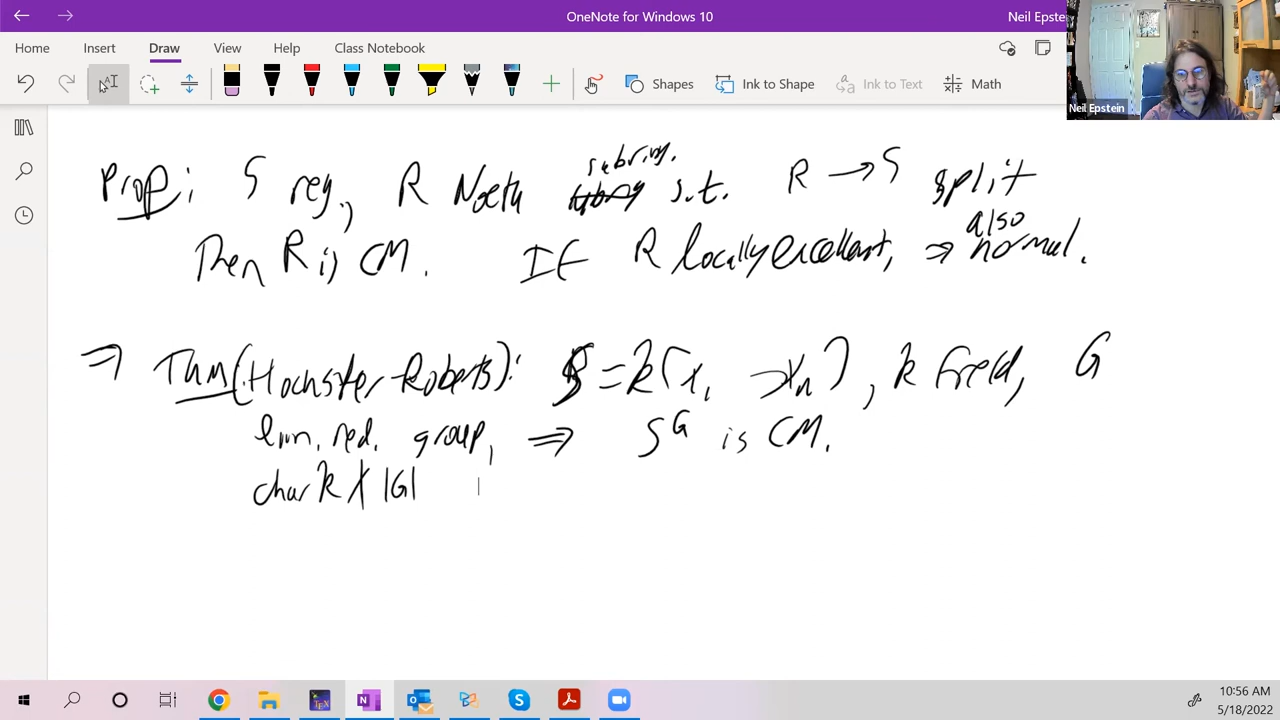 OneNote for Windows 10
Neil Epste
Home Insert Draw View Help Class Notebook
Shapes Ink to Shape Ink to Text Math
Neil Epstein
Prop: S reg., R Noeth subring. s.t. R → S split
Then R is CM. If R locally excellent, ⇒ also normal.
⇒ Thm (Hochster-Roberts): S = k[x₁ → xₙ], k field, G
lin. red. group, ⇒ S^G is CM.
char k ∤ |G|
10:56 AM
5/18/2022